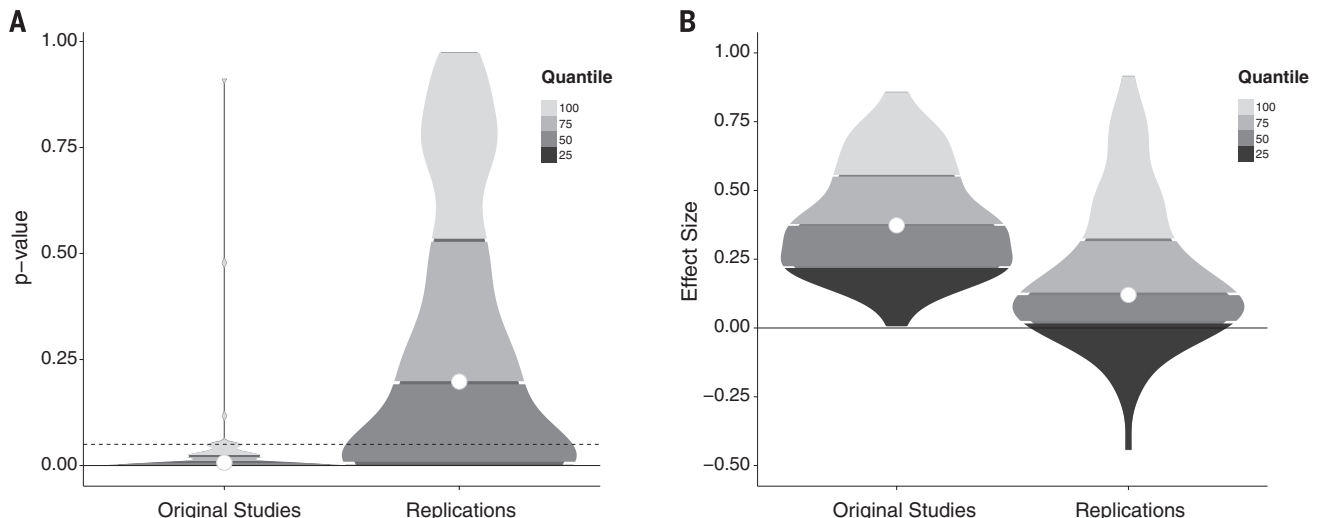 A
1.00
0.75
0.50
0.25
0.00
p−value
Original Studies
Replications
Quantile
100
75
50
25
B
1.00
0.75
0.50
0.25
0.00
−0.25
−0.50
Effect Size
Original Studies
Replications
Quantile
100
75
50
25